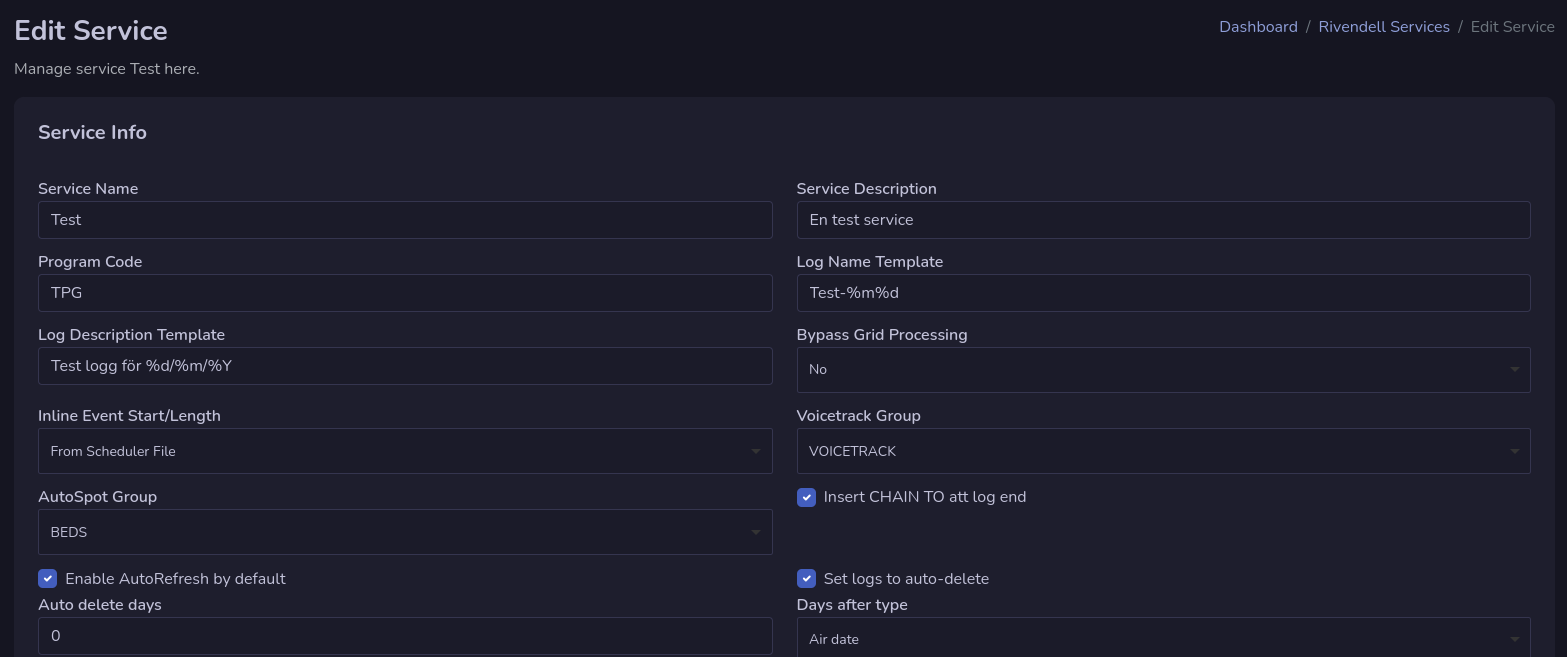 Edit Service
Dashboard / Rivendell Services / Edit Service
Manage service Test here.
Service Info
Service Name
Service Description
Test
En test service
Program Code
Log Name Template
TPG
Test-%m%d
Log Description Template
Bypass Grid Processing
Test logg för %d/%m/%Y
No
Inline Event Start/Length
Voicetrack Group
From Scheduler File
VOICETRACK
AutoSpot Group
Insert CHAIN TO att log end
BEDS
Enable AutoRefresh by default
Set logs to auto-delete
Auto delete days
Days after type
0
Air date